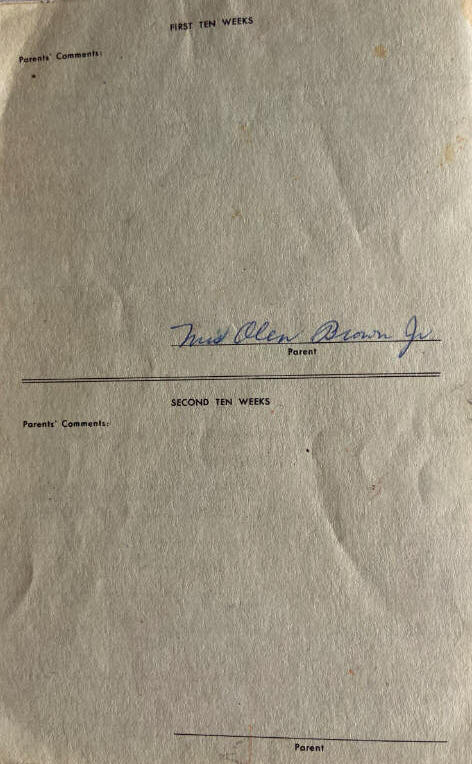 FIRST TEN WEEKS
Parents' Comments:
Mrs Olen Brown Jr
Parent
SECOND TEN WEEKS
Parents' Comments:
Parent